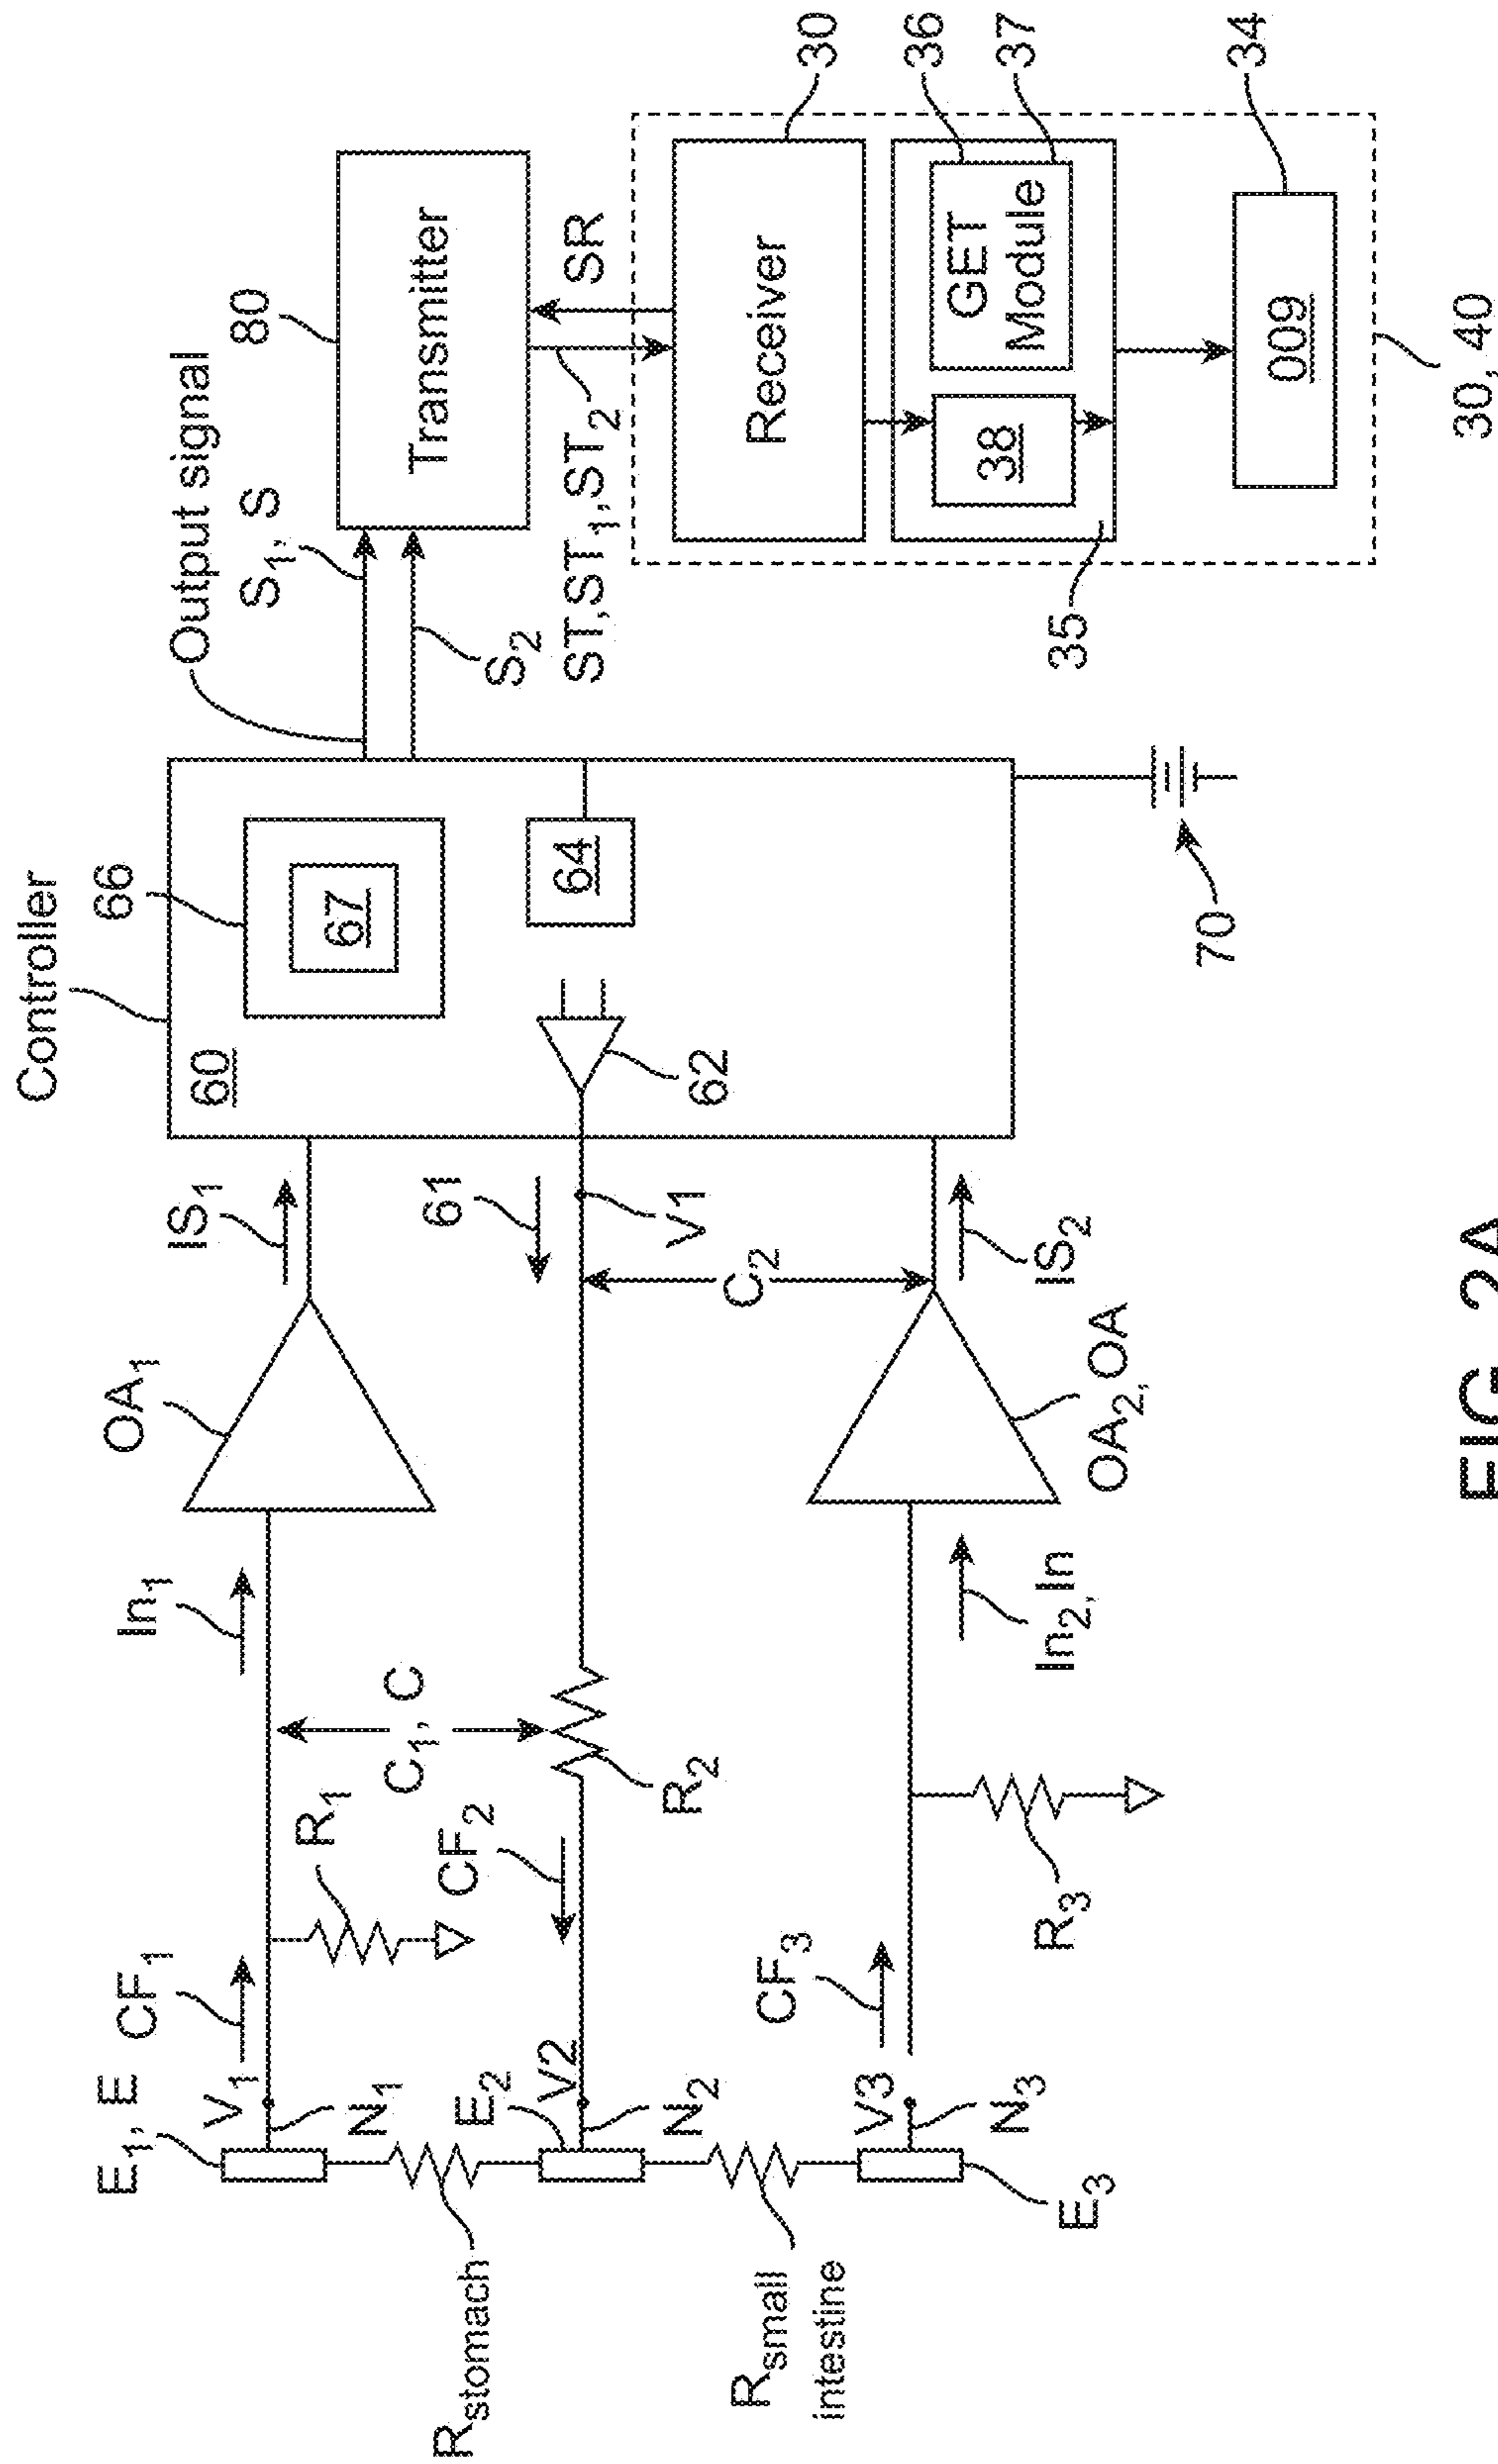 Controller
E1, E
CF1
In1
OA1
IS1
66
Output signal
V1
60
67
S1, S
80
N1
R1
C1, C
61
Transmitter
Rstomach
E2
CF2
62
64
S2
V2
N2
R2
V1
C2
ST,ST1,ST2
SR
Rsmall
intestine
CF3
Receiver
30
V3
N3
E3
R3
In2, In
OA2, OA
IS2
70
35
38
GET
Module
36
37
009
34
30, 40
FIG. 2A